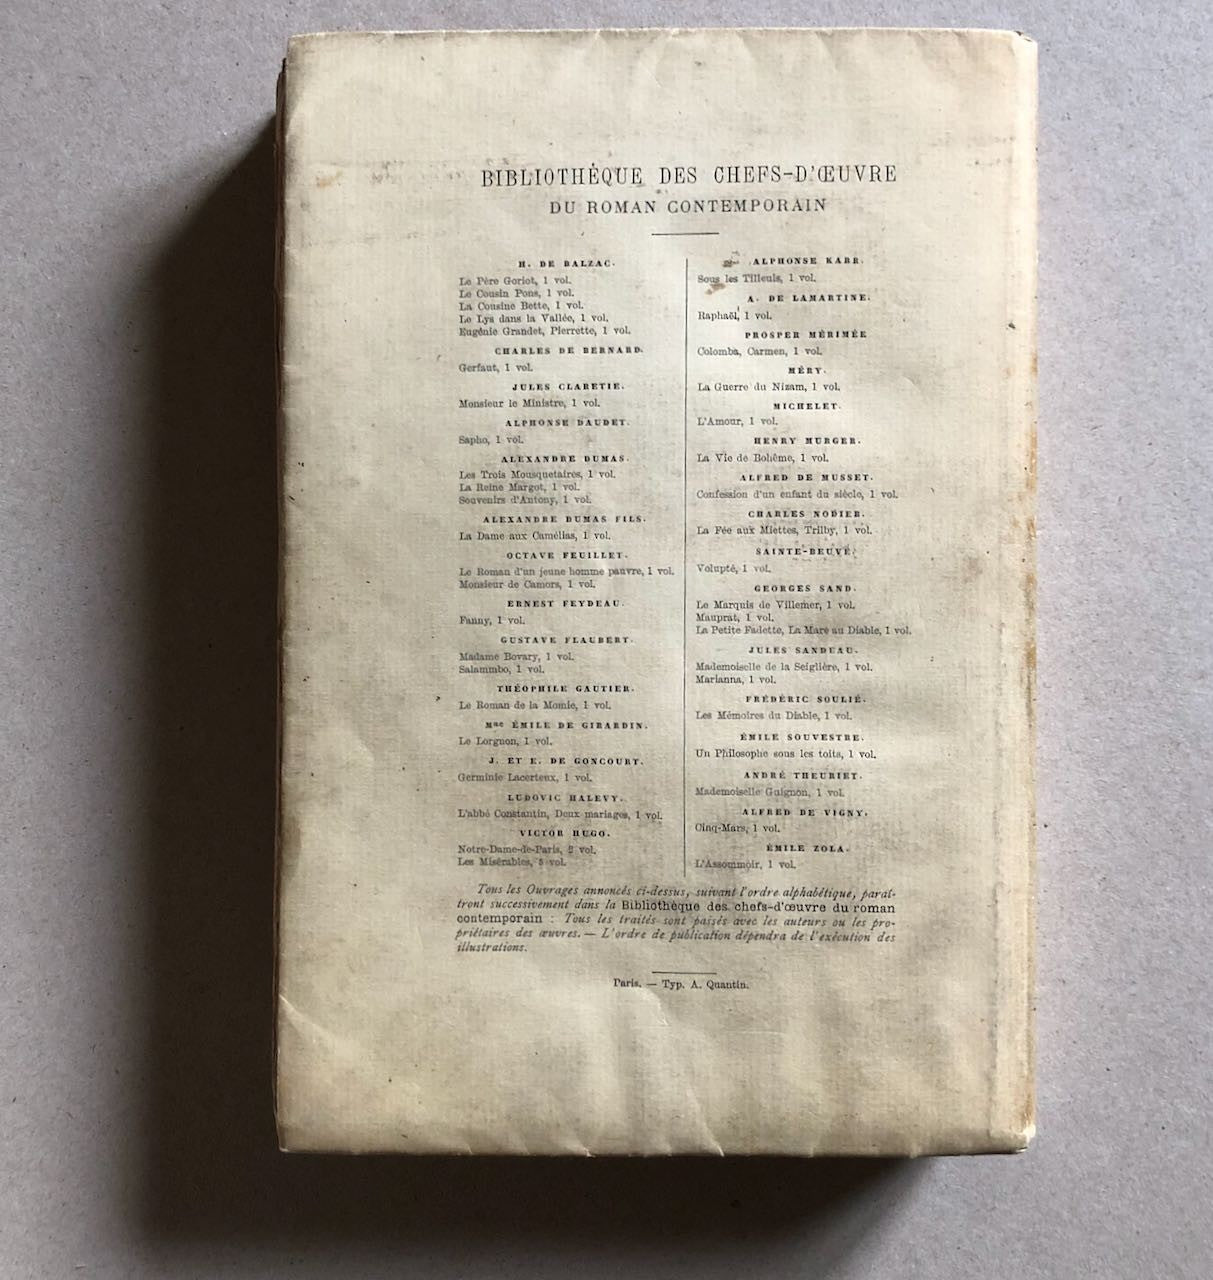 BIBLIOTHÈQUE DES CHEFS-D'ŒUVRE
DU ROMAN CONTEMPORAIN
H. DE BALZAC.
Le Père Goriot, 1 vol.
Le Cousin Pons, 1 vol.
La Cousine Bette, 1 vol.
Le Lys dans la Vallée, 1 vol.
Eugénie Grandet, Pierrette, 1 vol.
CHARLES DE BERNARD.
Gerfaut, 1 vol.
JULES CLARETIE.
Monsieur le Ministre, 1 vol.
ALPHONSE DAUDET.
Sapho, 1 vol.
ALEXANDRE DUMAS.
Les Trois Mousquetaires, 1 vol.
La Reine Margot, 1 vol.
Souvenirs d'Antony, 1 vol.
ALEXANDRE DUMAS FILS.
La Dame aux Camélias, 1 vol.
OCTAVE FEUILLET.
Le Roman d'un jeune homme pauvre, 1 vol.
Monsieur de Camors, 1 vol.
ERNEST FEYDEAU.
Fanny, 1 vol.
GUSTAVE FLAUBERT.
Madame Bovary, 1 vol.
Salammbo, 1 vol.
THÉOPHILE GAUTIER.
Le Roman de la Momie, 1 vol.
Mme ÉMILE DE GIRARDIN.
Le Lorgnon, 1 vol.
J. ET E. DE GONCOURT.
Germinie Lacerteux, 1 vol.
LUDOVIC HALEVY.
L'abbé Constantin, Deux mariages, 1 vol.
VICTOR HUGO.
Notre-Dame-de-Paris, 2 vol.
Les Misérables, 5 vol.
ALPHONSE KARR.
Sous les Tilleuls, 1 vol.
A. DE LAMARTINE.
Raphaël, 1 vol.
PROSPER MÉRIMÉE
Colomba, Carmen, 1 vol.
MÉRY.
La Guerre du Nizam, 1 vol.
MICHELET.
L'Amour, 1 vol.
HENRY MURGER.
La Vie de Bohême, 1 vol.
ALFRED DE MUSSET.
Confession d'un enfant du siècle, 1 vol.
CHARLES NODIER.
La Fée aux Miettes, Trilby, 1 vol.
SAINTE-BEUVE.
Volupté, 1 vol.
GEORGES SAND.
Le Marquis de Villemer, 1 vol.
Mauprat, 1 vol.
La Petite Fadette, La Mare au Diable, 1 vol.
JULES SANDEAU.
Mademoiselle de la Seiglière, 1 vol.
Marianna, 1 vol.
FRÉDÉRIC SOULIÉ.
Les Mémoires du Diable, 1 vol.
ÉMILE SOUVESTRE.
Un Philosophe sous les toits, 1 vol.
ANDRÉ THEURIET.
Mademoiselle Guignon, 1 vol.
ALFRED DE VIGNY.
Cinq-Mars, 1 vol.
ÉMILE ZOLA.
L'Assommoir, 1 vol.
Tous les Ouvrages annoncés ci-dessus, suivant l'ordre alphabétique, paraî-
tront successivement dans la Bibliothèque des chefs-d'œuvre du roman
contemporain : Tous les traités sont passés avec les auteurs ou les pro-
priétaires des œuvres. — L'ordre de publication dépendra de l'exécution des
illustrations.
Paris. — Typ. A. Quantin.